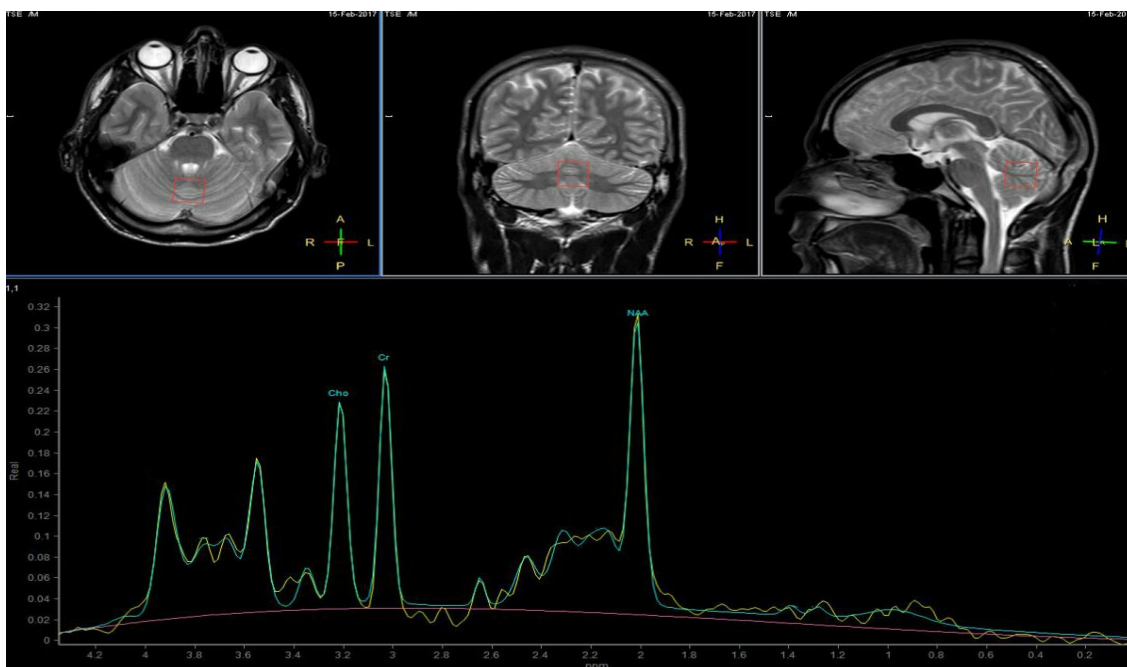 TSE /M 15-Feb-2017
TSE /M 15-Feb-2017
TSE /M 15-Feb-201
A
R F L
P
H
R A L
F
H
A L
F
1,1
NAA
Cr
Cho
0.32
0.3
0.28
0.26
0.24
0.22
0.2
0.18
0.16
0.14
0.12
0.1
0.08
0.06
0.04
0.02
0
Real
4.2 4 3.8 3.6 3.4 3.2 3 2.8 2.6 2.4 2.2 2 1.8 1.6 1.4 1.2 1 0.8 0.6 0.4 0.2
ppm